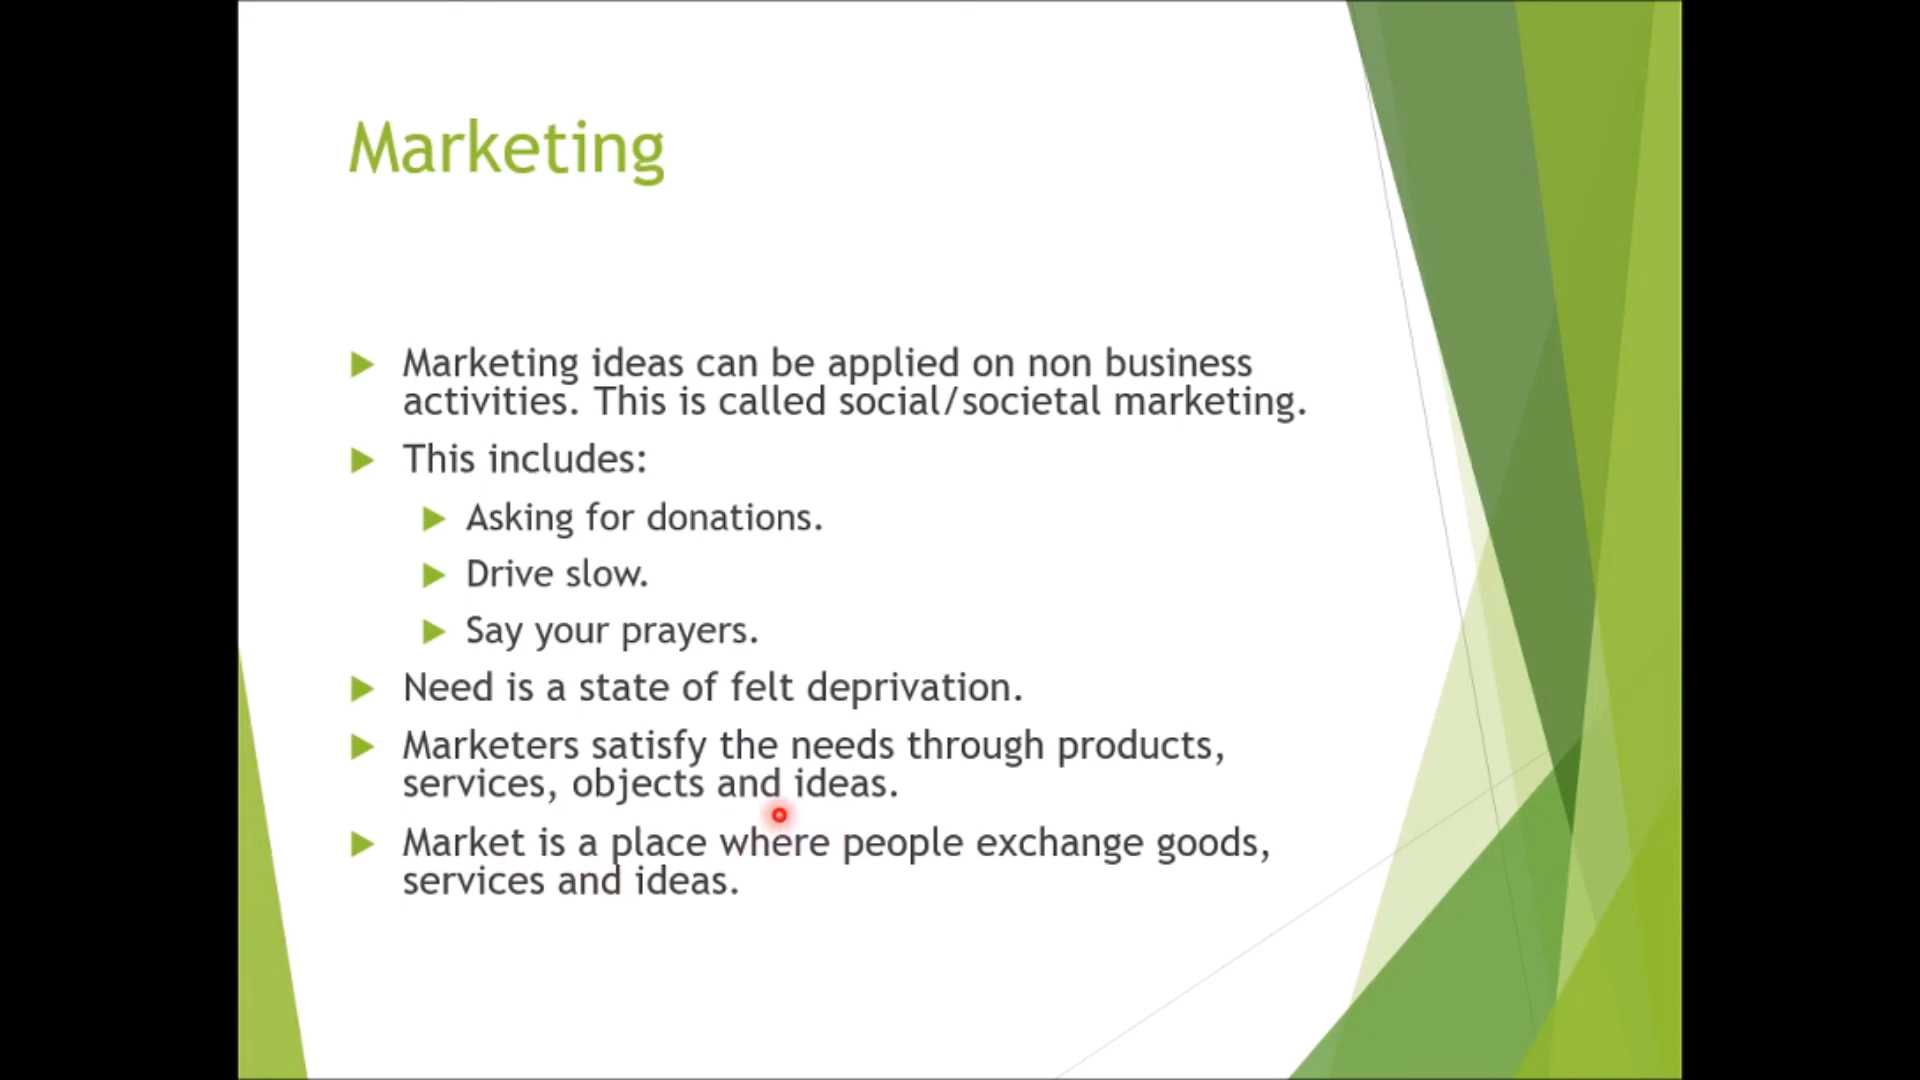 Marketing
Marketing ideas can be applied on non business
activities. This is called social/societal marketing.
This includes:
Asking for donations.
Drive slow.
Say your prayers.
Need is a state of felt deprivation.
Marketers satisfy the needs through products,
services, objects and ideas.
Market is a place where people exchange goods,
services and ideas.